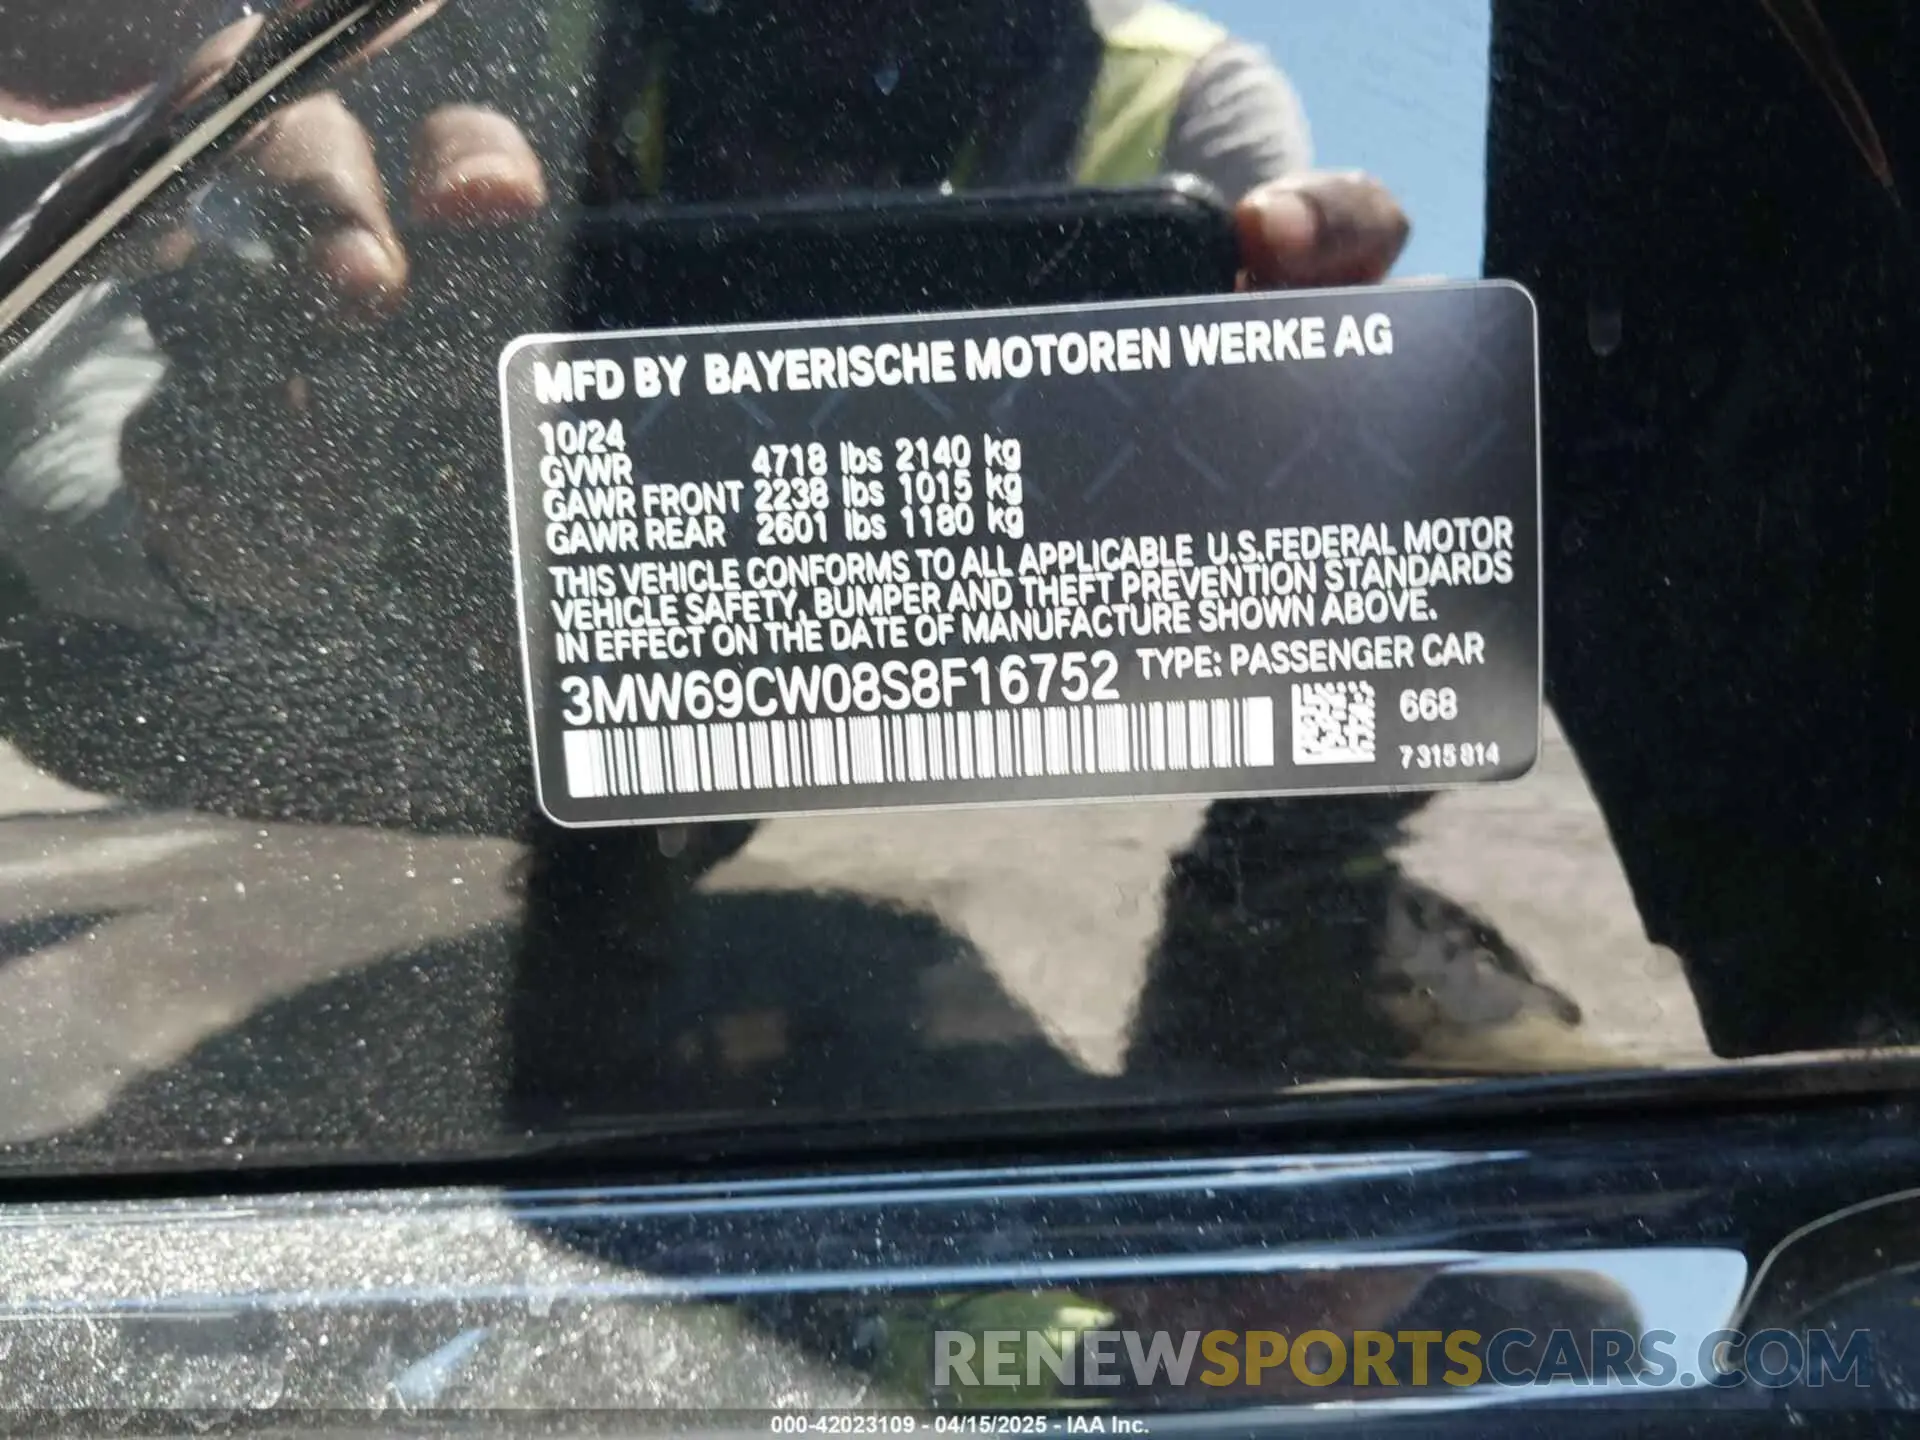 MFD BY BAYERISCHE MOTOREN WERKE AG
10/24
GVWR 4718 lbs 2140 kg
GAWR FRONT 2238 lbs 1015 kg
GAWR REAR 2601 lbs 1180 kg
THIS VEHICLE CONFORMS TO ALL APPLICABLE U.S.FEDERAL MOTOR
VEHICLE SAFETY, BUMPER AND THEFT PREVENTION STANDARDS
IN EFFECT ON THE DATE OF MANUFACTURE SHOWN ABOVE.
3MW69CW08S8F16752 TYPE: PASSENGER CAR
668
7315814
RENEWSPORTSCARS.COM
000-42023109 - 04/15/2025 - IAA Inc.